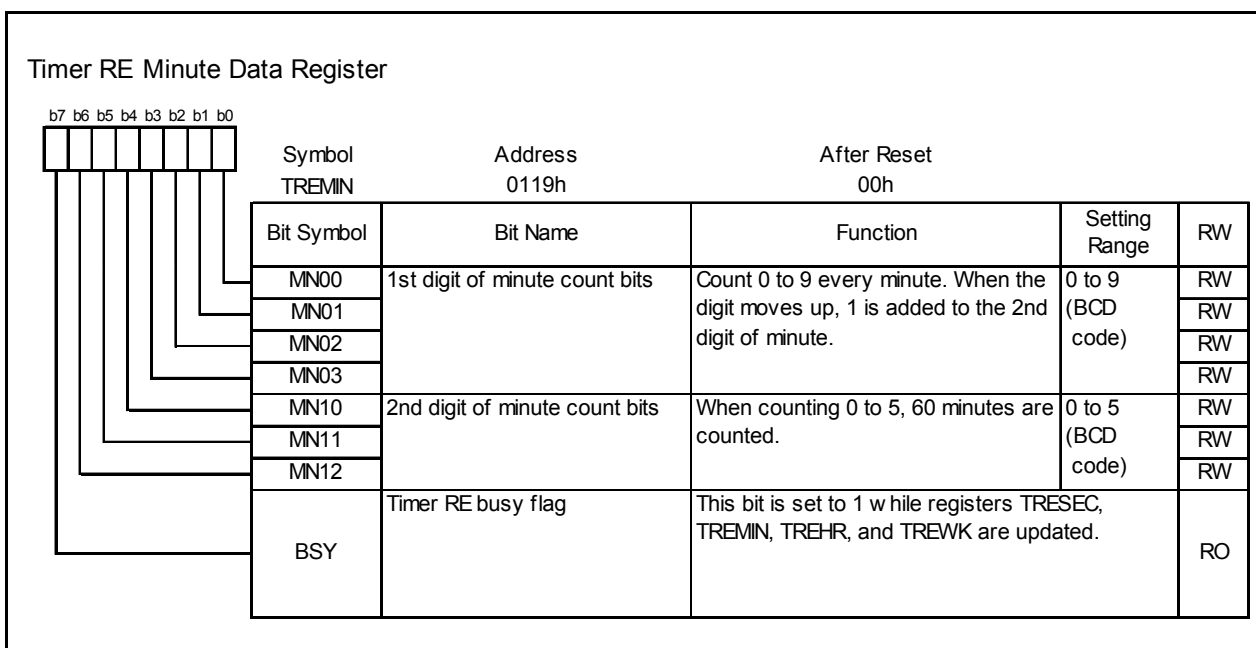 Timer RE Minute Data Register
b7 b6 b5 b4 b3 b2 b1 b0
Symbol Address After Reset
TREMIN 0119h 00h
Bit Symbol Bit Name Function Setting Range RW
MN00 1st digit of minute count bits Count 0 to 9 every minute. When the 0 to 9 RW
MN01 digit moves up, 1 is added to the 2nd (BCD RW
MN02 digit of minute. code) RW
MN03 RW
MN10 2nd digit of minute count bits When counting 0 to 5, 60 minutes are 0 to 5 RW
MN11 counted. (BCD RW
MN12 code) RW
Timer RE busy flag This bit is set to 1 w hile registers TRESEC,
TREMIN, TREHR, and TREWK are updated.
BSY RO